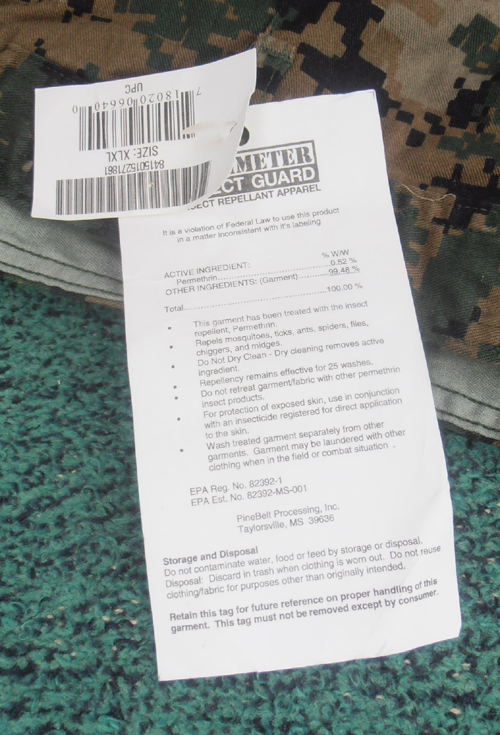 UPC
7 18020 06640 0
SIZE: XLXL
8415015271861
METER
ECT GUARD
SECT REPELLANT APPAREL
It is a violation of Federal Law to use this product
in a matter inconsistent with it's labeling
ACTIVE INGREDIENT: % W/W
Permethrin..............................0.52 %
OTHER INGREDIENTS: (Garment)..............99.48 %
Total..................................................100.00 %
• This garment has been treated with the insect
repellent, Permethrin.
• Repels mosquitoes, ticks, ants, spiders, flies,
chiggers, and midges.
• Do Not Dry Clean - Dry cleaning removes active
ingredient.
• Repellency remains effective for 25 washes.
• Do not retreat garment/fabric with other permethrin
insect products.
• For protection of exposed skin, use in conjunction
with an insecticide registered for direct application
to the skin.
• Wash treated garment separately from other
garments. Garment may be laundered with other
clothing when in the field or combat situation .
EPA Reg. No. 82392-1
EPA Est. No. 82392-MS-001
PineBelt Processing, Inc.
Taylorsville, MS 39636
Storage and Disposal
Do not contaminate water, food or feed by storage or disposal.
Disposal: Discard in trash when clothing is worn out. Do not reuse
clothing/fabric for purposes other than originally intended.
Retain this tag for future reference on proper handling of this
garment. This tag must not be removed except by consumer.